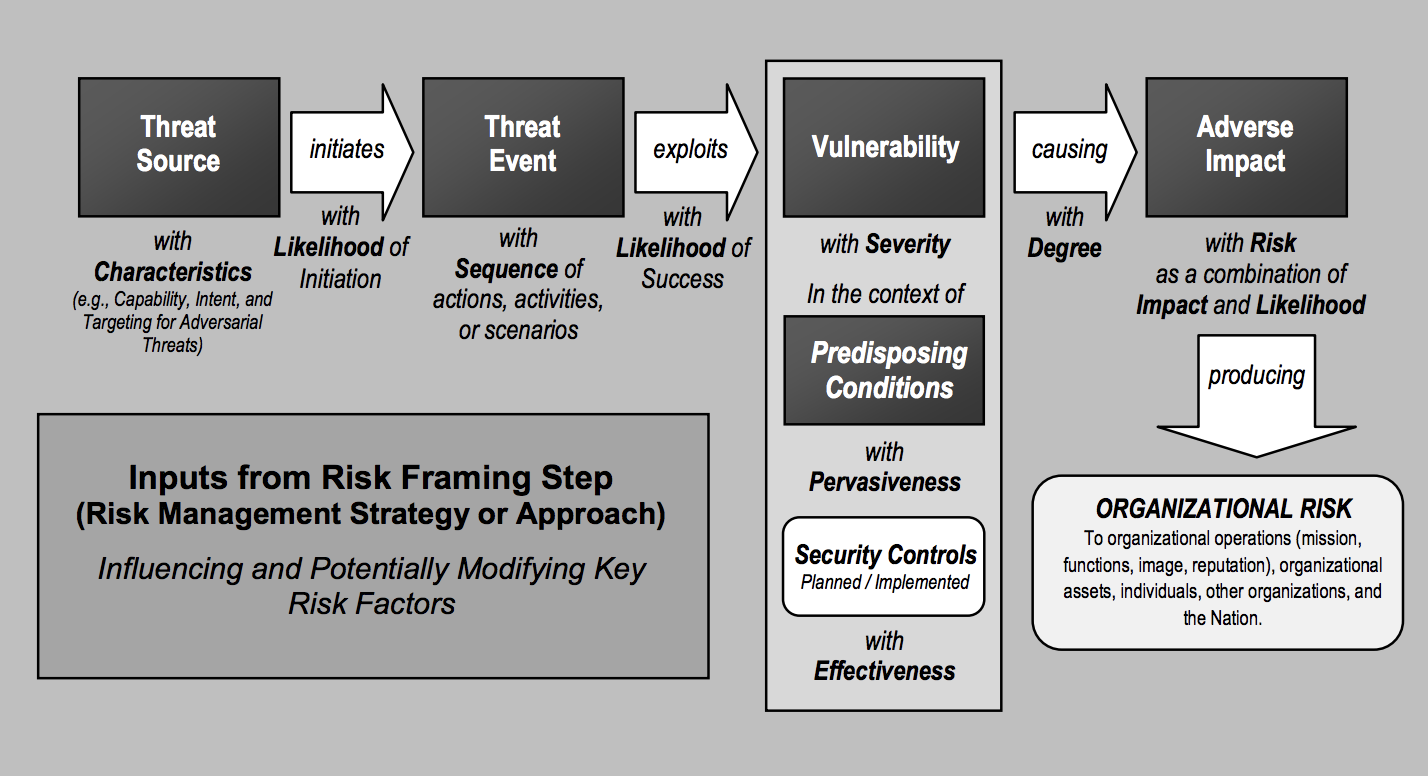 Threat
Source
initiates
Threat
Event
exploits
Vulnerability
causing
Adverse
Impact
with
Characteristics
(e.g., Capability, Intent, and
Targeting for Adversarial
Threats)
with
Likelihood of
Initiation
with
Sequence of
actions, activities,
or scenarios
with
Likelihood of
Success
with Severity
In the context of
Predisposing
Conditions
with
Pervasiveness
Security Controls
Planned / Implemented
with
Effectiveness
with
Degree
with Risk
as a combination of
Impact and Likelihood
producing
ORGANIZATIONAL RISK
To organizational operations (mission,
functions, image, reputation), organizational
assets, individuals, other organizations, and
the Nation.
Inputs from Risk Framing Step
(Risk Management Strategy or Approach)
Influencing and Potentially Modifying Key
Risk Factors